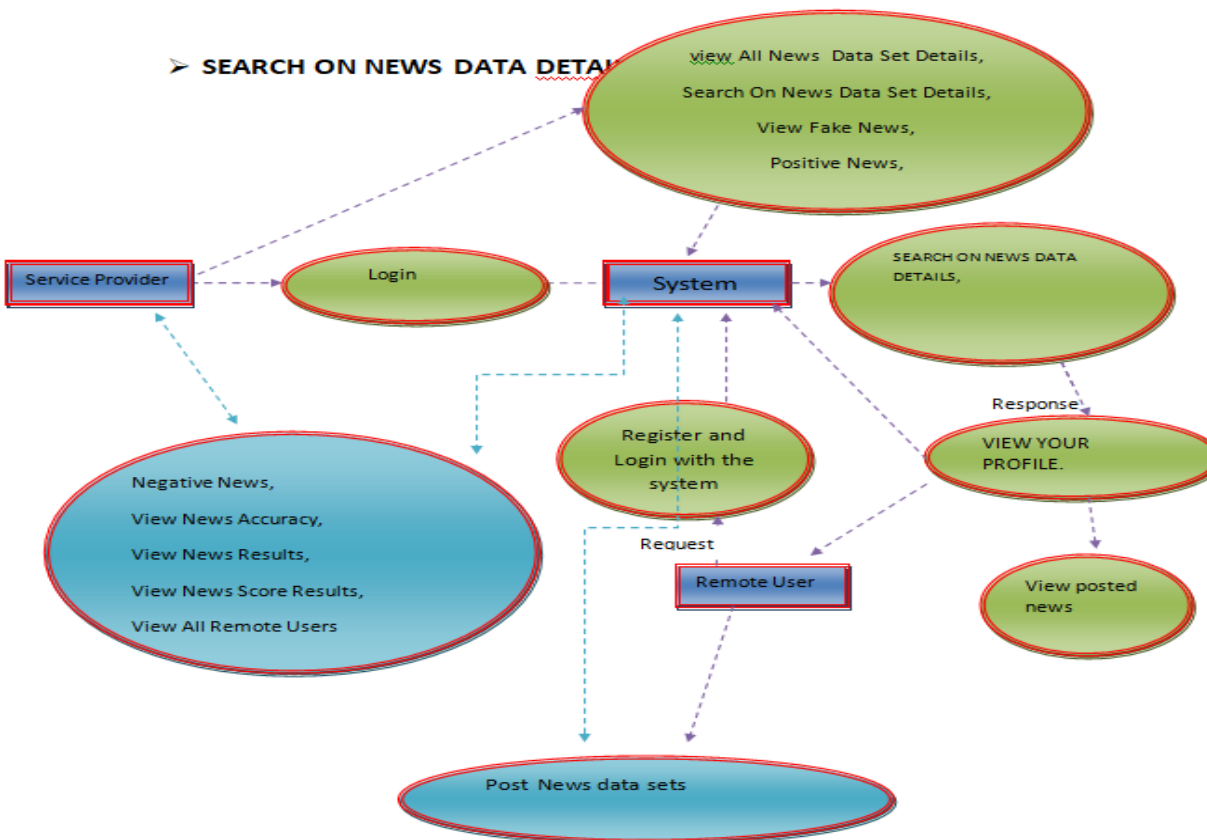 ➢ SEARCH ON NEWS DATA DETAI
view All News Data Set Details,
Search On News Data Set Details,
View Fake News,
Positive News,
Service Provider
Login
System
SEARCH ON NEWS DATA
DETAILS,
Response
Register and
Login with the
system
VIEW YOUR
PROFILE.
Negative News,
View News Accuracy,
View News Results,
View News Score Results,
View All Remote Users
Request
Remote User
View posted
news
Post News data sets